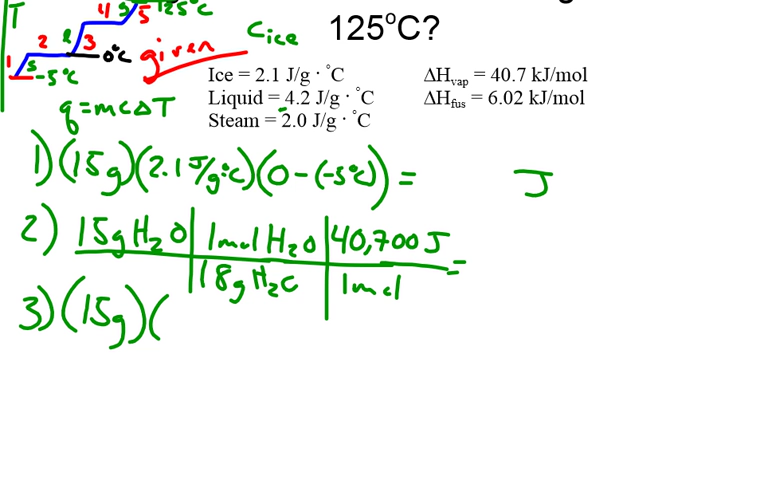 T
4 g 5 125°C
2 l 3 0°C
1 s -5°C
given
Cice 125°C?
Ice = 2.1 J/g · °C ΔHvap = 40.7 kJ/mol
Liquid = 4.2 J/g · °C ΔHfus = 6.02 kJ/mol
Steam = 2.0 J/g · °C
q=mcΔT
1) (15g)(2.1 J/g°C)(0-(-5°C)) = J
2) 15g H2O | 1mol H2O | 40,700 J =
18g H2O | 1mol
3) (15g)(